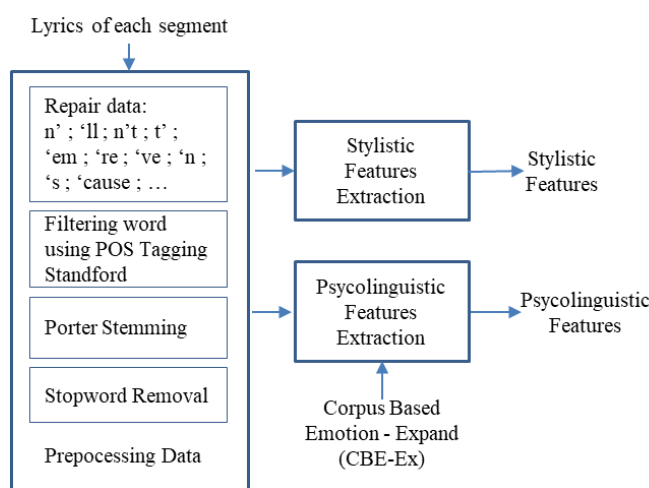 Lyrics of each segment
Repair data:
n’ ; ‘ll ; n’t ; t’ ;
‘em ; ‘re ; ‘ve ; ‘n ;
‘s ; ‘cause ; …
Filtering word
using POS Tagging
Standford
Porter Stemming
Stopword Removal
Prepocessing Data
Stylistic
Features
Extraction
Stylistic
Features
Psycolinguistic
Features
Extraction
Psycolinguistic
Features
Corpus Based
Emotion - Expand
(CBE-Ex)